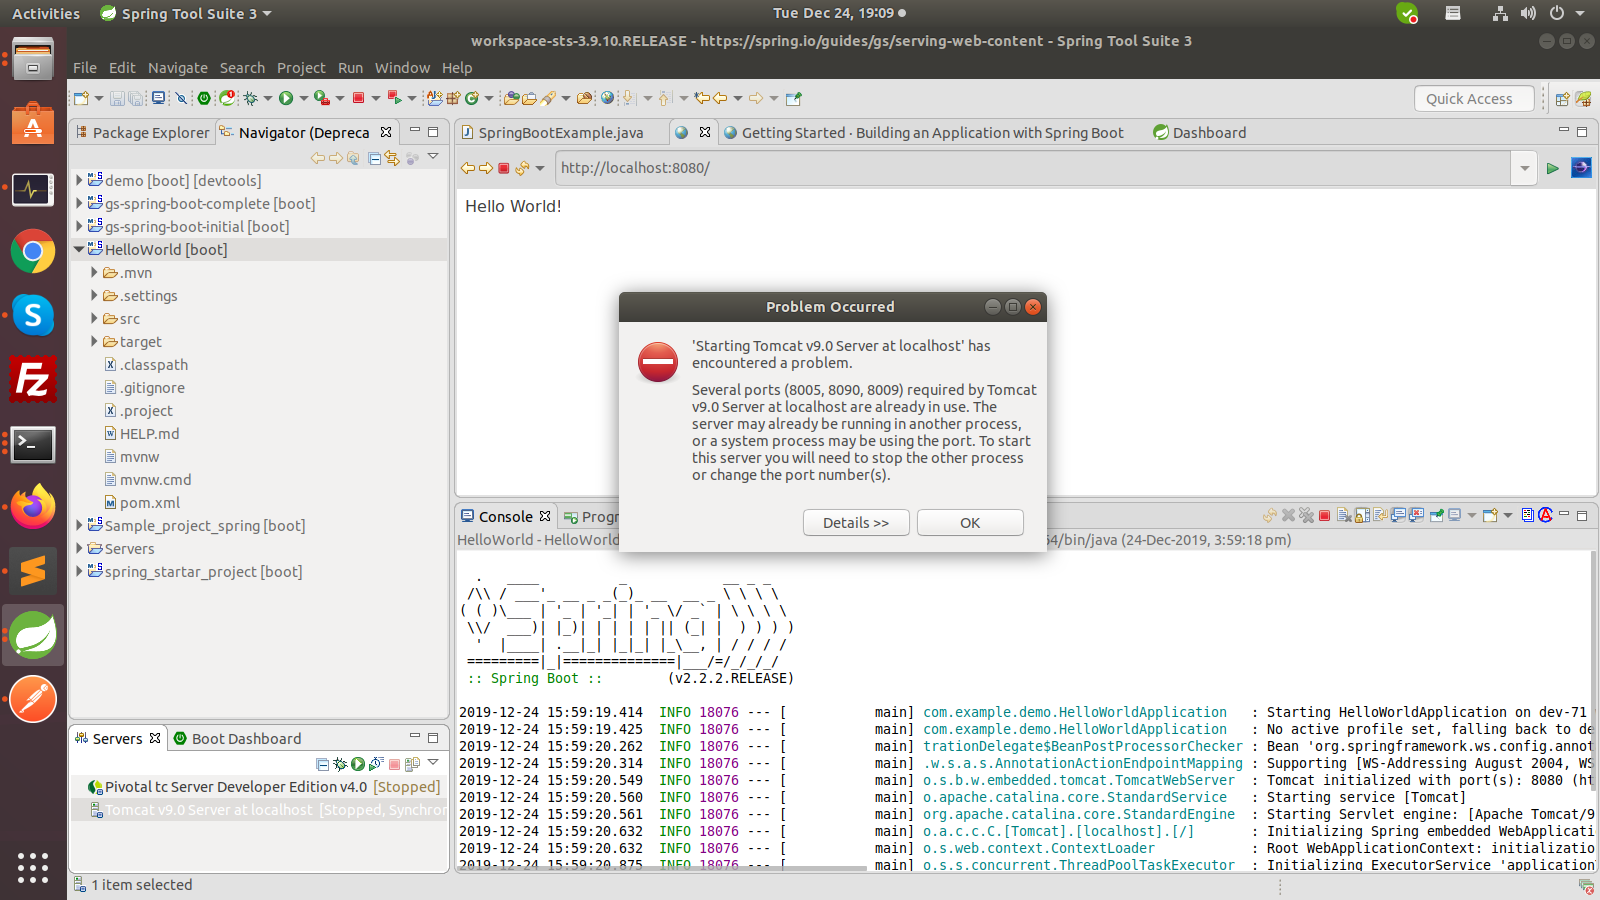 Activities
Spring Tool Suite 3
Tue Dec 24, 19:09
workspace-sts-3.9.10.RELEASE - https://spring.io/guides/gs/serving-web-content - Spring Tool Suite 3
File Edit Navigate Search Project Run Window Help
Quick Access
Package Explorer
Navigator (Depreca
SpringBootExample.java
Getting Started · Building an Application with Spring Boot
Dashboard
http://localhost:8080/
Hello World!
demo [boot] [devtools]
gs-spring-boot-complete [boot]
gs-spring-boot-initial [boot]
HelloWorld [boot]
.mvn
.settings
src
target
.classpath
.gitignore
.project
HELP.md
mvnw
mvnw.cmd
pom.xml
Sample_project_spring [boot]
Servers
spring_startar_project [boot]
Problem Occurred
'Starting Tomcat v9.0 Server at localhost' has
encountered a problem.
Several ports (8005, 8090, 8009) required by Tomcat
v9.0 Server at localhost are already in use. The
server may already be running in another process,
or a system process may be using the port. To start
this server you will need to stop the other process
or change the port number(s).
Details >>
OK
Console
Progr
HelloWorld - HelloWorld
64/bin/java (24-Dec-2019, 3:59:18 pm)
:: Spring Boot ::        (v2.2.2.RELEASE)
2019-12-24 15:59:19.414  INFO 18076 --- [           main] com.example.demo.HelloWorldApplication   : Starting HelloWorldApplication on dev-71
2019-12-24 15:59:19.425  INFO 18076 --- [           main] com.example.demo.HelloWorldApplication   : No active profile set, falling back to de
2019-12-24 15:59:20.262  INFO 18076 --- [           main] trationDelegate$BeanPostProcessorChecker : Bean 'org.springframework.ws.config.annot
2019-12-24 15:59:20.314  INFO 18076 --- [           main] .w.s.a.s.AnnotationActionEndpointMapping : Supporting [WS-Addressing August 2004, WS
2019-12-24 15:59:20.549  INFO 18076 --- [           main] o.s.b.w.embedded.tomcat.TomcatWebServer  : Tomcat initialized with port(s): 8080 (ht
2019-12-24 15:59:20.560  INFO 18076 --- [           main] o.apache.catalina.core.StandardService   : Starting service [Tomcat]
2019-12-24 15:59:20.561  INFO 18076 --- [           main] org.apache.catalina.core.StandardEngine  : Starting Servlet engine: [Apache Tomcat/9
2019-12-24 15:59:20.632  INFO 18076 --- [           main] o.a.c.c.C.[Tomcat].[localhost].[/]       : Initializing Spring embedded WebApplicati
2019-12-24 15:59:20.632  INFO 18076 --- [           main] o.s.web.context.ContextLoader            : Root WebApplicationContext: initializatio
2019-12-24 15:59:20.875  INFO 18076 --- [           main] o.s.s.concurrent.ThreadPoolTaskExecutor  : Initializing ExecutorService 'application
Servers
Boot Dashboard
Pivotal tc Server Developer Edition v4.0 [Stopped]
Tomcat v9.0 Server at localhost [Stopped, Synchron
1 item selected